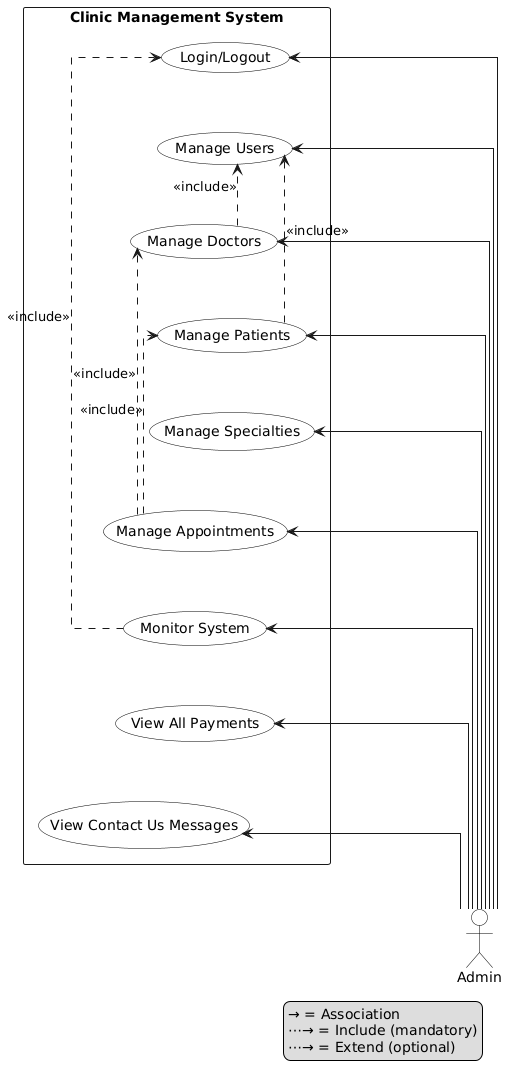 Clinic Management System
Login/Logout
Manage Users
«include»
«include»
Manage Doctors
«include»
Manage Patients
«include»
«include»
Manage Specialties
Manage Appointments
Monitor System
View All Payments
View Contact Us Messages
Admin
→ = Association
⋯→ = Include (mandatory)
⋯→ = Extend (optional)